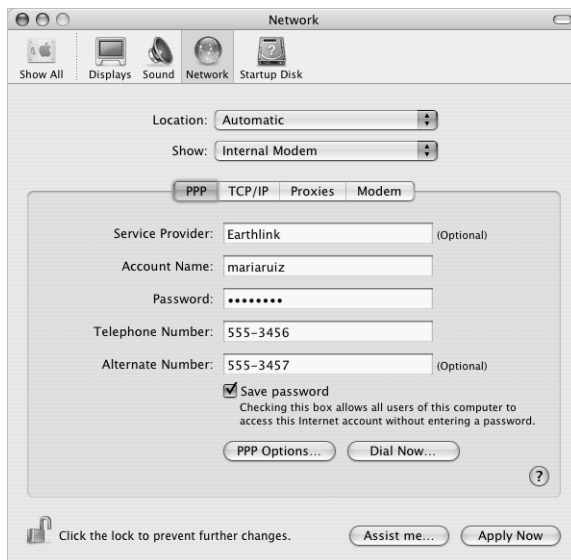 Network
Show All Displays Sound Network Startup Disk
Location: Automatic
Show: Internal Modem
PPP TCP/IP Proxies Modem
Service Provider: Earthlink (Optional)
Account Name: mariaruiz
Password: ••••••••
Telephone Number: 555-3456
Alternate Number: 555-3457 (Optional)
Save password
Checking this box allows all users of this computer to
access this Internet account without entering a password.
PPP Options... Dial Now...
?
Click the lock to prevent further changes. Assist me... Apply Now